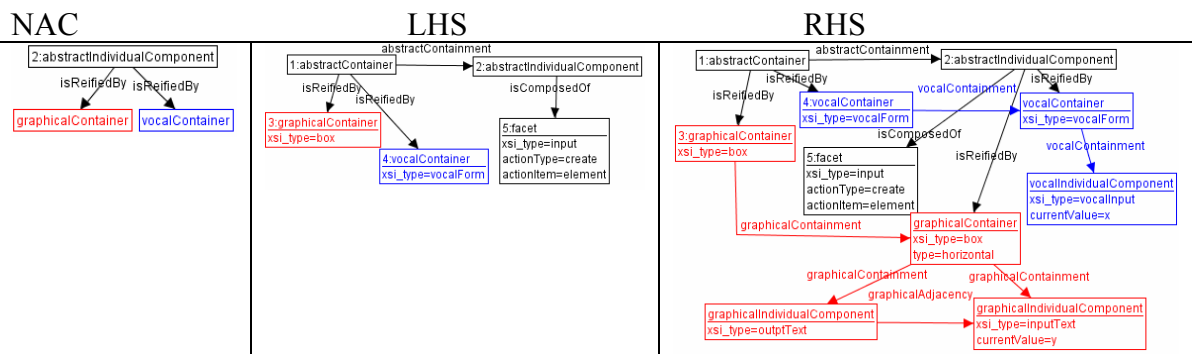 NAC
LHS
RHS
2:abstractIndividualComponent
isReifiedBy
isReifiedBy
graphicalContainer
vocalContainer
abstractContainment
1:abstractContainer
2:abstractIndividualComponent
isReifiedBy
isReifiedBy
isComposedOf
3:graphicalContainer
xsi_type=box
4:vocalContainer
xsi_type=vocalForm
5:facet
xsi_type=input
actionType=create
actionItem=element
abstractContainment
1:abstractContainer
2:abstractIndividualComponent
isReifiedBy
isReifiedBy
isReifiedBy
vocalContainment
4:vocalContainer
xsi_type=vocalForm
vocalContainer
xsi_type=vocalForm
3:graphicalContainer
xsi_type=box
isComposedOf
isReifiedBy
vocalContainment
5:facet
xsi_type=input
actionType=create
actionItem=element
vocalIndividualComponent
xsi_type=vocalInput
currentValue=x
graphicalContainment
graphicalContainer
xsi_type=box
type=horizontal
graphicalContainment
graphicalContainment
graphicalAdjacency
graphicalIndividualComponent
xsi_type=outptText
graphicalIndividualComponent
xsi_type=inputText
currentValue=y